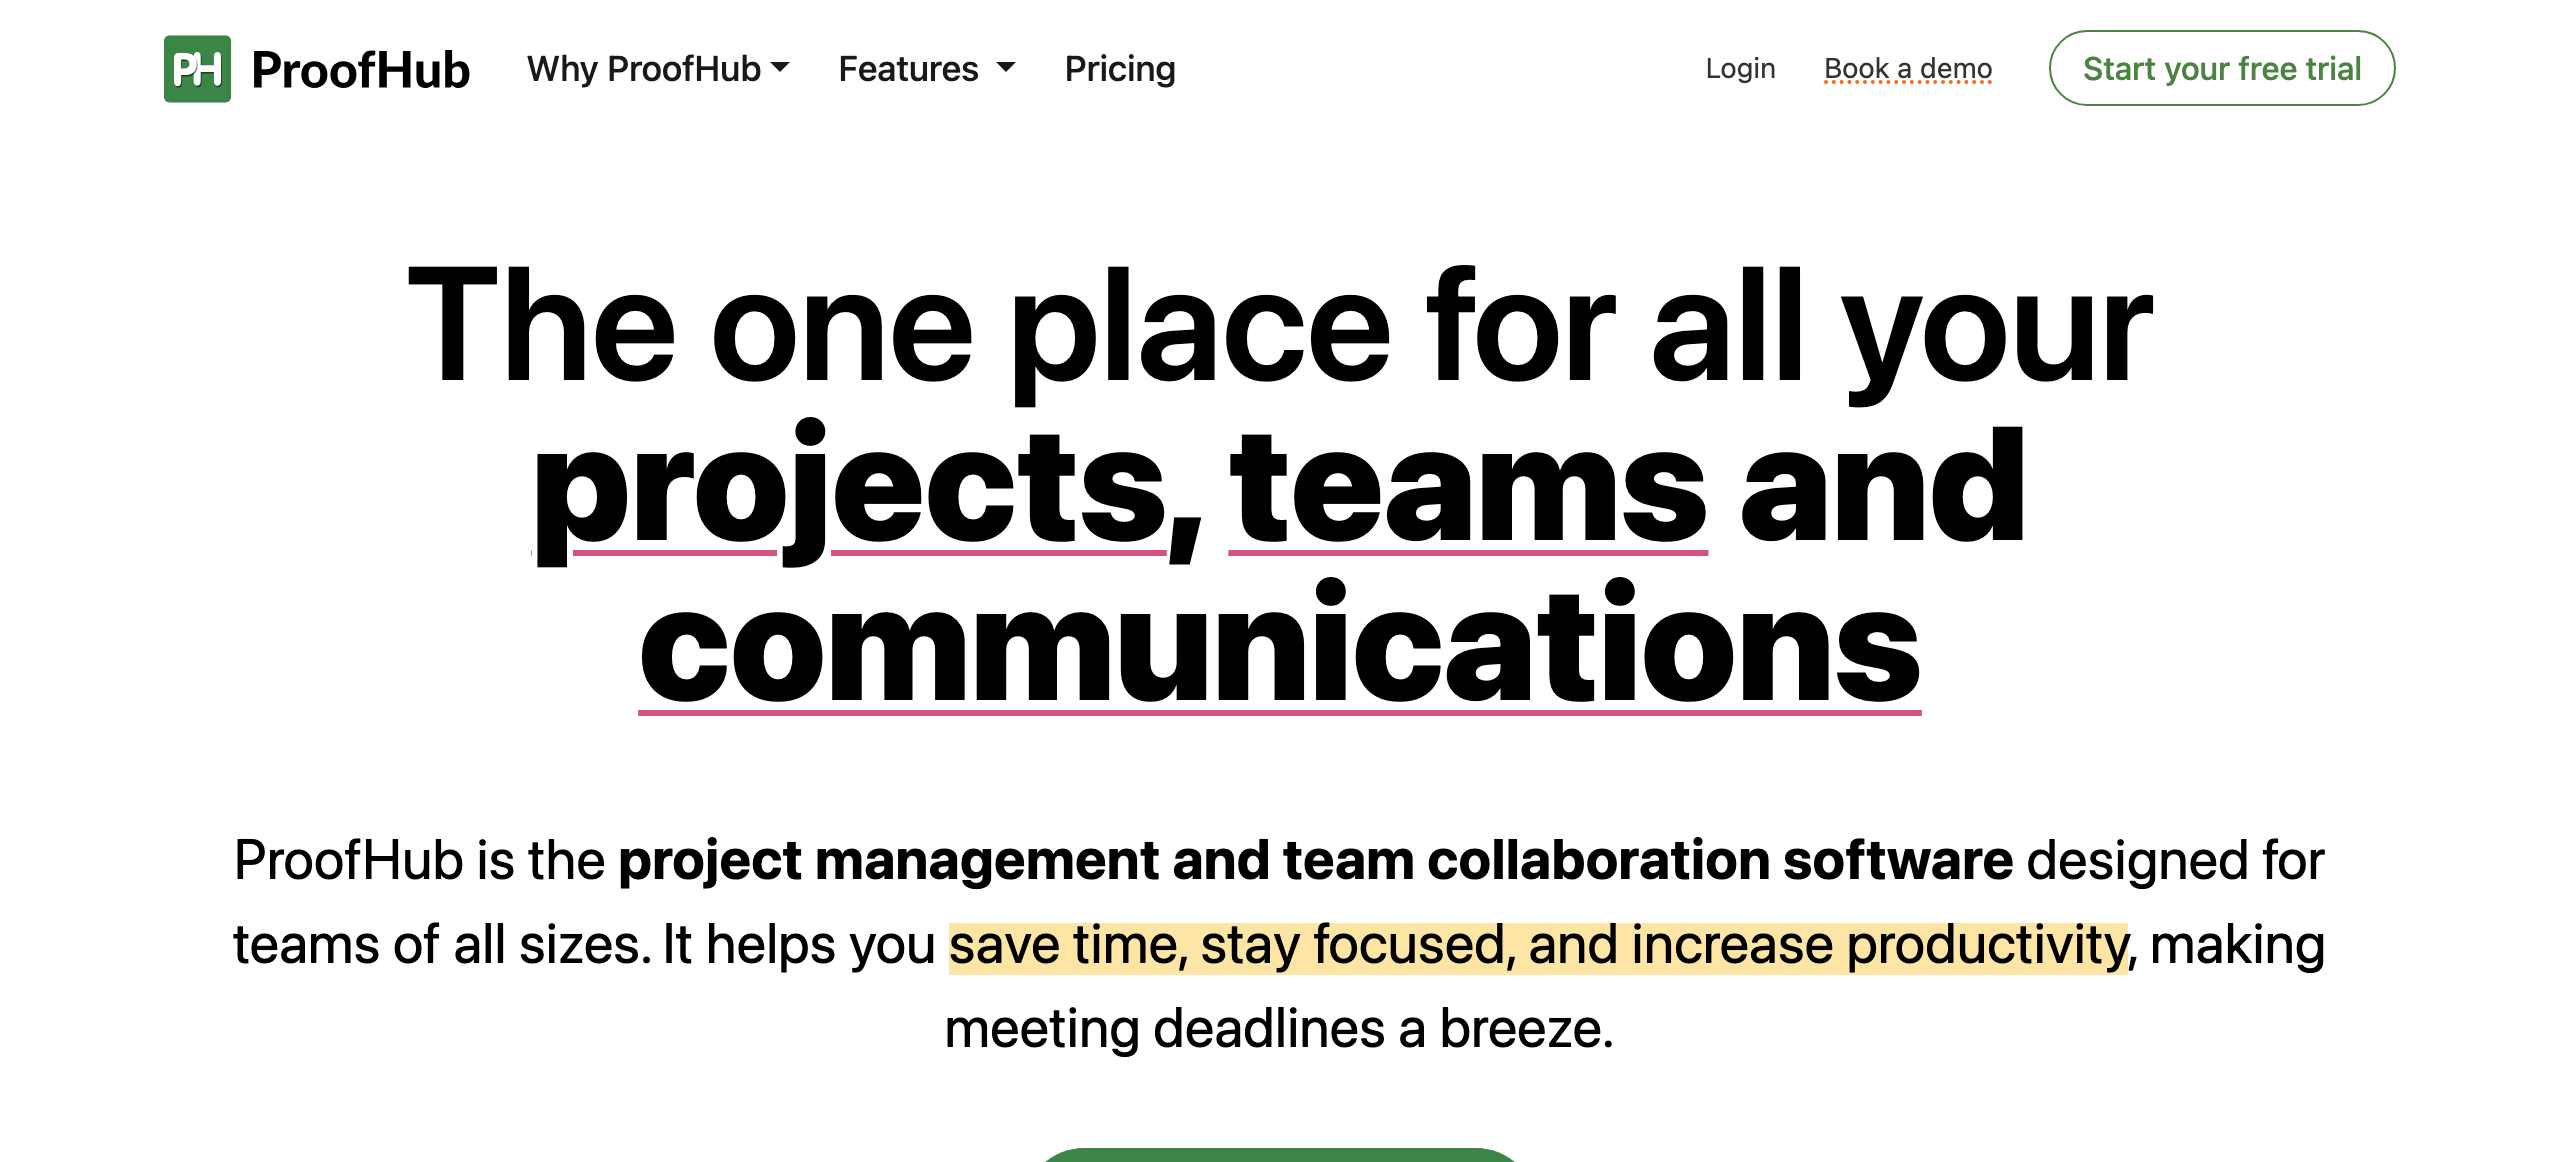 PH ProofHub Why ProofHub Features Pricing Login Book a demo Start your free trial
The one place for all your
projects, teams and
communications
ProofHub is the project management and team collaboration software designed for
teams of all sizes. It helps you save time, stay focused, and increase productivity, making
meeting deadlines a breeze.